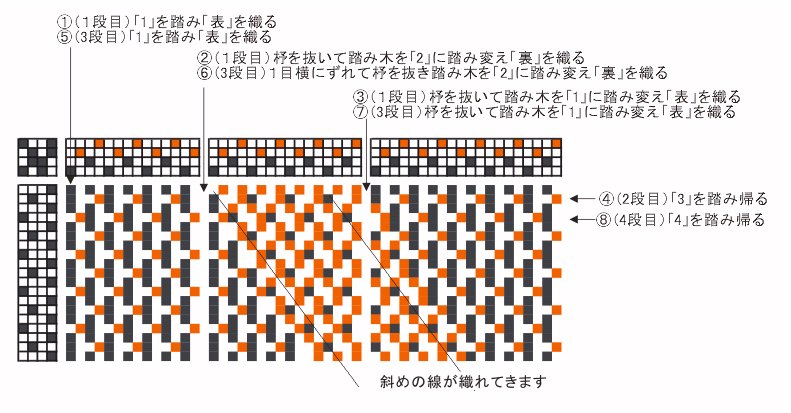 ①(1段目)「1」を踏み「表」を織る
⑤(3段目)「1」を踏み「表」を織る
②(1段目)杼を抜いて踏み木を「2」に踏み変え「裏」を織る
⑥(3段目)1目横にずれて杼を抜き踏み木を「2」に踏み変え「裏」を織る
③(1段目)杼を抜いて踏み木を「1」に踏み変え「表」を織る
⑦(3段目)杼を抜いて踏み木を「1」に踏み変え「表」を織る
④(2段目)「3」を踏み帰る
⑧(4段目)「4」を踏み帰る
斜めの線が織れてきます